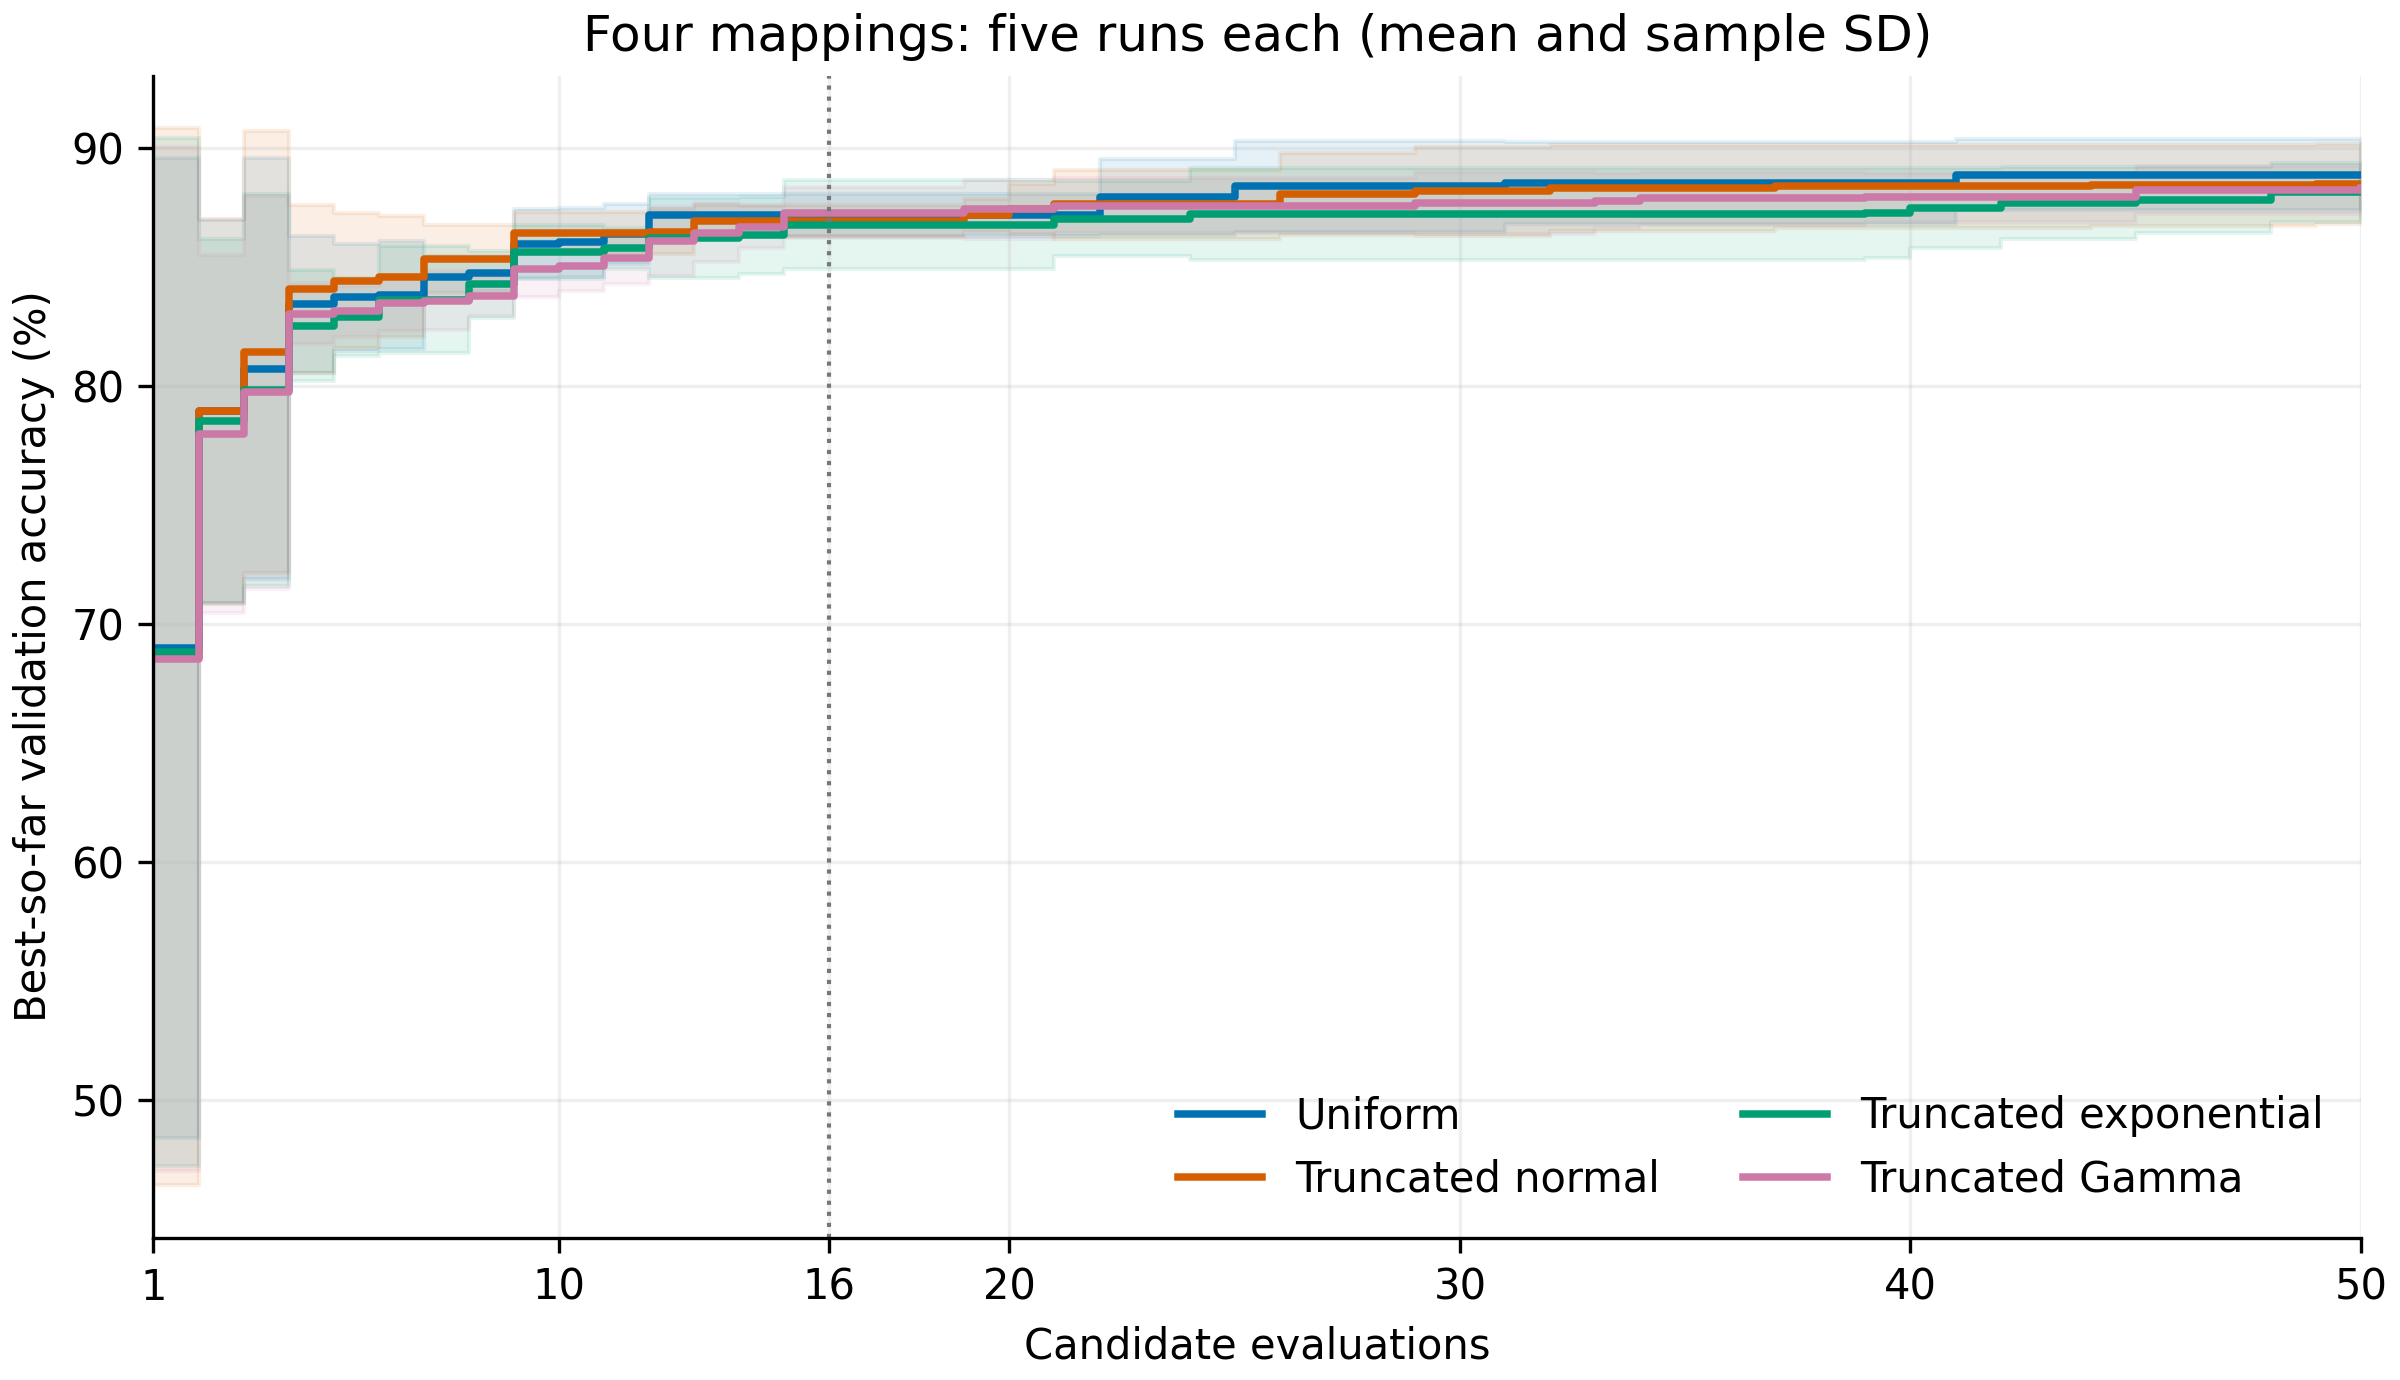 Four mappings: five runs each (mean and sample SD)
Best-so-far validation accuracy (%)
90
80
70
60
50
1
10
16
20
30
40
50
Candidate evaluations
Uniform
Truncated normal
Truncated exponential
Truncated Gamma